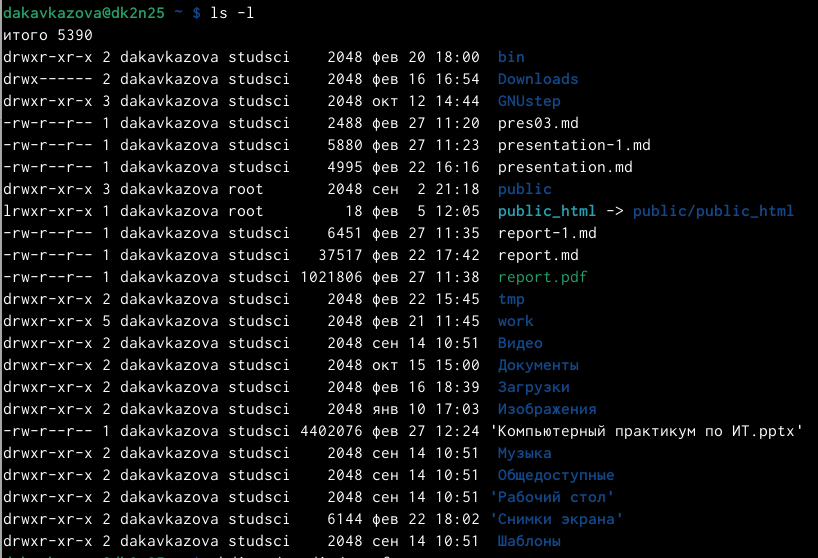 dakavkazova@dk2n25 ~ $ ls -l
итого 5390
drwxr-xr-x 2 dakavkazova studsci    2048 фев 20 18:00  bin
drwx------ 2 dakavkazova studsci    2048 фев 16 16:54  Downloads
drwxr-xr-x 3 dakavkazova studsci    2048 окт 12 14:44  GNUstep
-rw-r--r-- 1 dakavkazova studsci    2488 фев 27 11:20  pres03.md
-rw-r--r-- 1 dakavkazova studsci    5880 фев 27 11:23  presentation-1.md
-rw-r--r-- 1 dakavkazova studsci    4995 фев 22 16:16  presentation.md
drwxr-xr-x 3 dakavkazova root       2048 сен  2 21:18  public
lrwxr-xr-x 1 dakavkazova root         18 фев  5 12:05  public_html -> public/public_html
-rw-r--r-- 1 dakavkazova studsci    6451 фев 27 11:35  report-1.md
-rw-r--r-- 1 dakavkazova studsci   37517 фев 22 17:42  report.md
-rw-r--r-- 1 dakavkazova studsci 1021806 фев 27 11:38  report.pdf
drwxr-xr-x 2 dakavkazova studsci    2048 фев 22 15:45  tmp
drwxr-xr-x 5 dakavkazova studsci    2048 фев 21 11:45  work
drwxr-xr-x 2 dakavkazova studsci    2048 сен 14 10:51  Видео
drwxr-xr-x 2 dakavkazova studsci    2048 окт 15 15:00  Документы
drwxr-xr-x 2 dakavkazova studsci    2048 фев 16 18:39  Загрузки
drwxr-xr-x 2 dakavkazova studsci    2048 янв 10 17:03  Изображения
-rw-r--r-- 1 dakavkazova studsci 4402076 фев 27 12:24 'Компьютерный практикум по ИТ.pptx'
drwxr-xr-x 2 dakavkazova studsci    2048 сен 14 10:51  Музыка
drwxr-xr-x 2 dakavkazova studsci    2048 сен 14 10:51  Общедоступные
drwxr-xr-x 2 dakavkazova studsci    2048 сен 14 10:51 'Рабочий стол'
drwxr-xr-x 2 dakavkazova studsci    6144 фев 22 18:02 'Снимки экрана'
drwxr-xr-x 2 dakavkazova studsci    2048 сен 14 10:51  Шаблоны